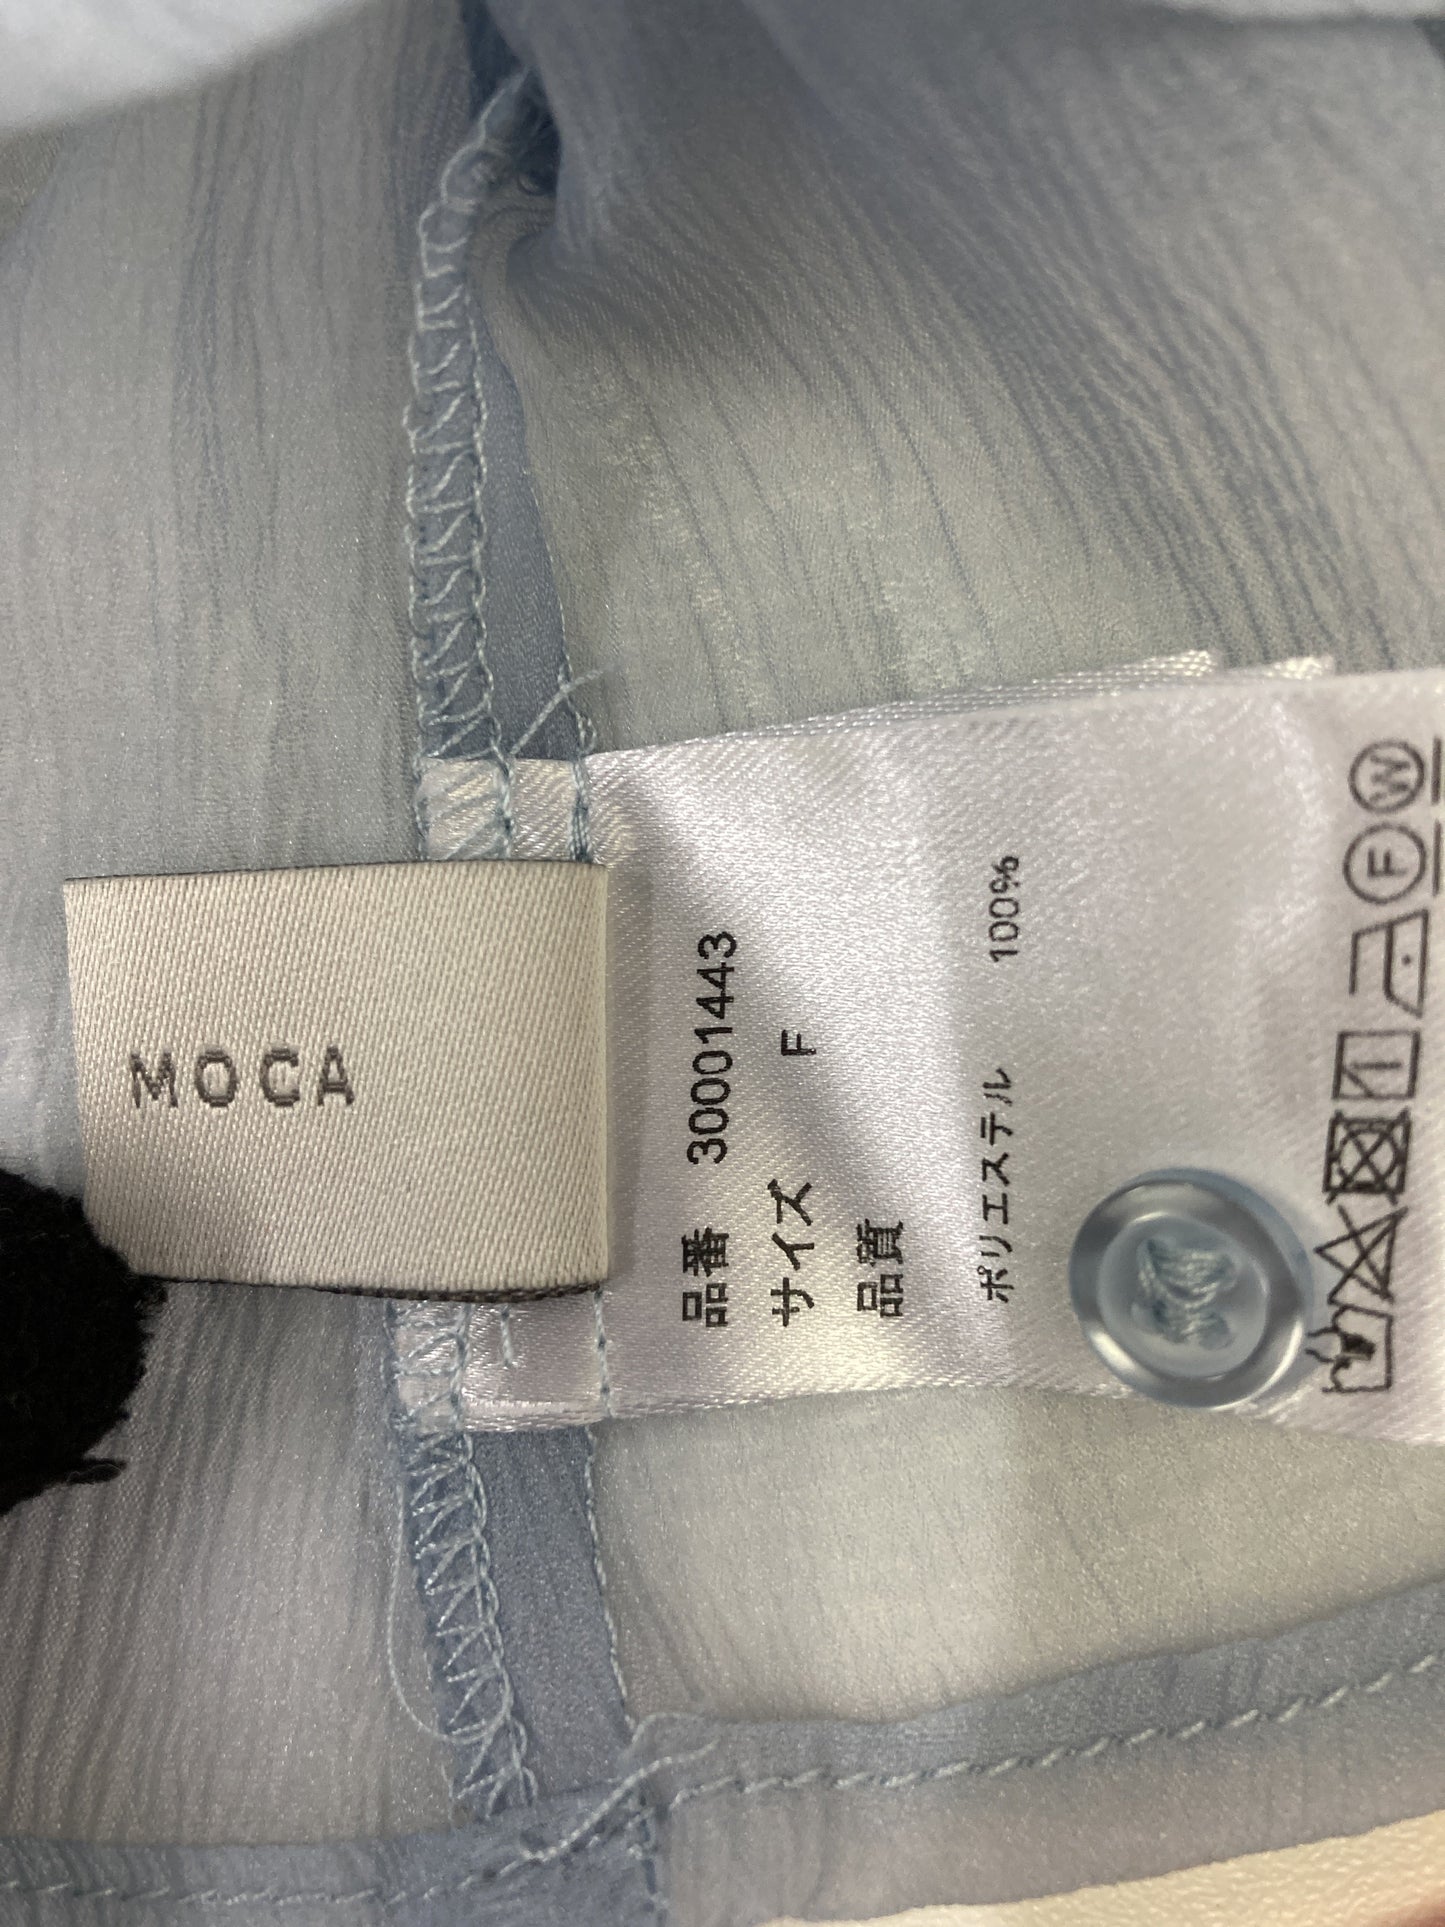 MOCA
品番 30001443
サイズ F
品質
ポリエステル 100%
W
F